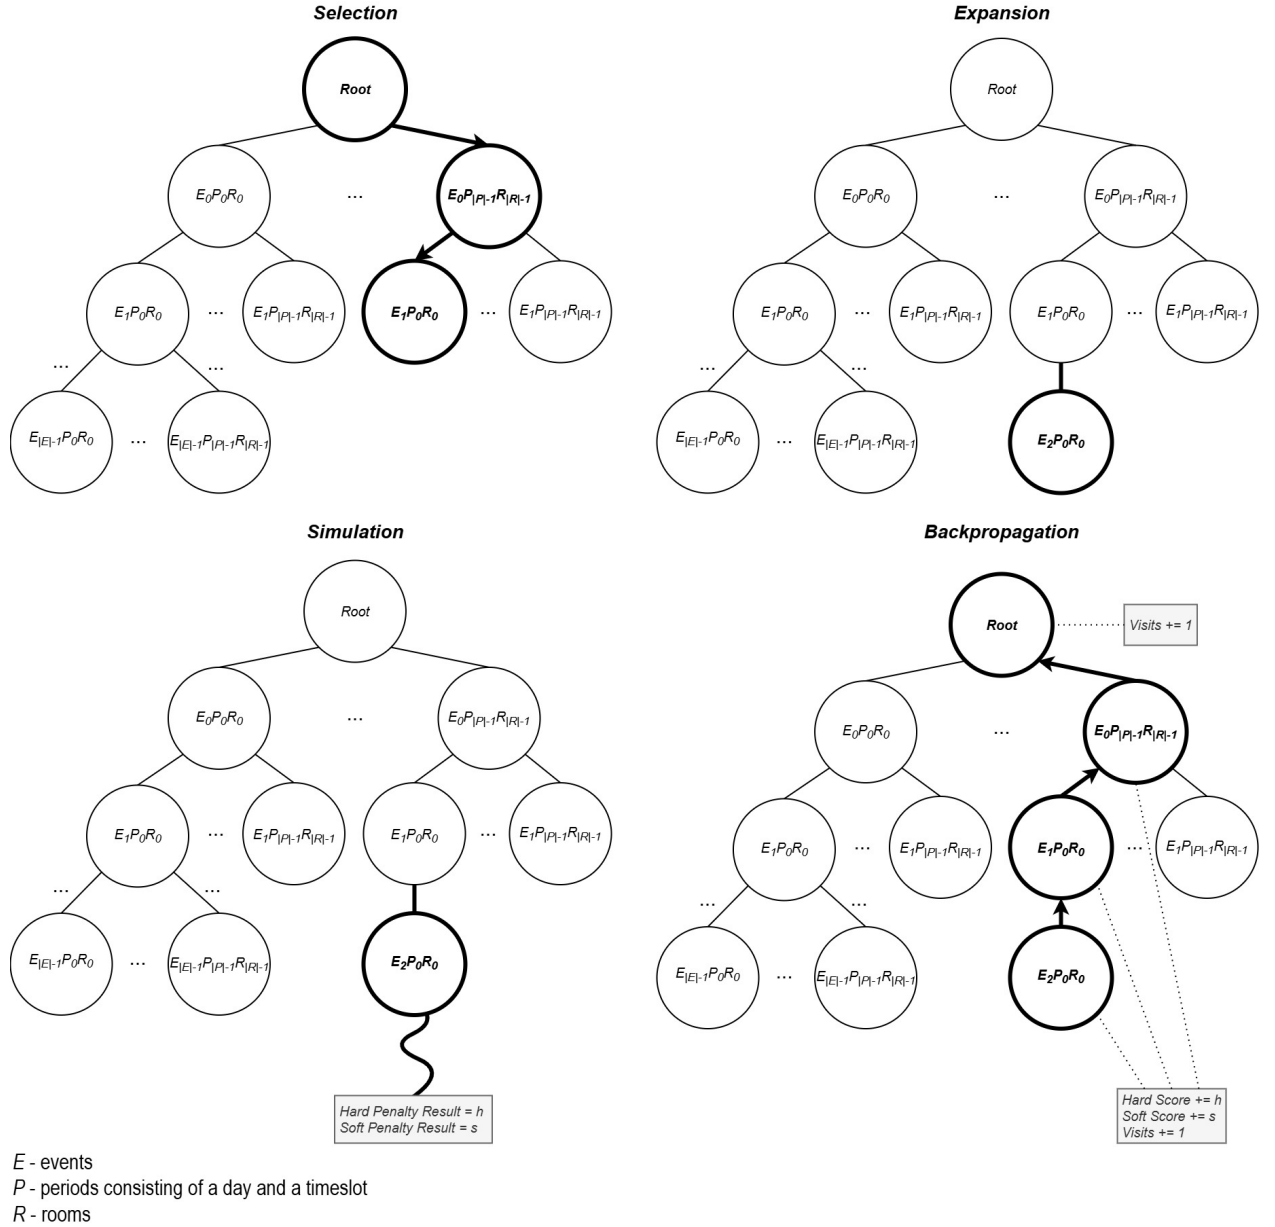 Selection
Root
E0P0R0
...
E0P|P|-1R|R|-1
E1P0R0
...
E1P|P|-1R|R|-1
E1P0R0
...
E1P|P|-1R|R|-1
...
...
E|E|-1P0R0
...
E|E|-1P|P|-1R|R|-1
Expansion
Root
E0P0R0
...
E0P|P|-1R|R|-1
E1P0R0
...
E1P|P|-1R|R|-1
E1P0R0
...
E1P|P|-1R|R|-1
...
...
E|E|-1P0R0
...
E|E|-1P|P|-1R|R|-1
E2P0R0
Simulation
Root
E0P0R0
...
E0P|P|-1R|R|-1
E1P0R0
...
E1P|P|-1R|R|-1
E1P0R0
...
E1P|P|-1R|R|-1
...
...
E|E|-1P0R0
...
E|E|-1P|P|-1R|R|-1
E2P0R0
Hard Penalty Result = h
Soft Penalty Result = s
Backpropagation
Root
Visits += 1
E0P0R0
...
E0P|P|-1R|R|-1
E1P0R0
...
E1P|P|-1R|R|-1
E1P0R0
...
E1P|P|-1R|R|-1
...
...
E|E|-1P0R0
...
E|E|-1P|P|-1R|R|-1
E2P0R0
Hard Score += h
Soft Score += s
Visits += 1
E - events
P - periods consisting of a day and a timeslot
R - rooms